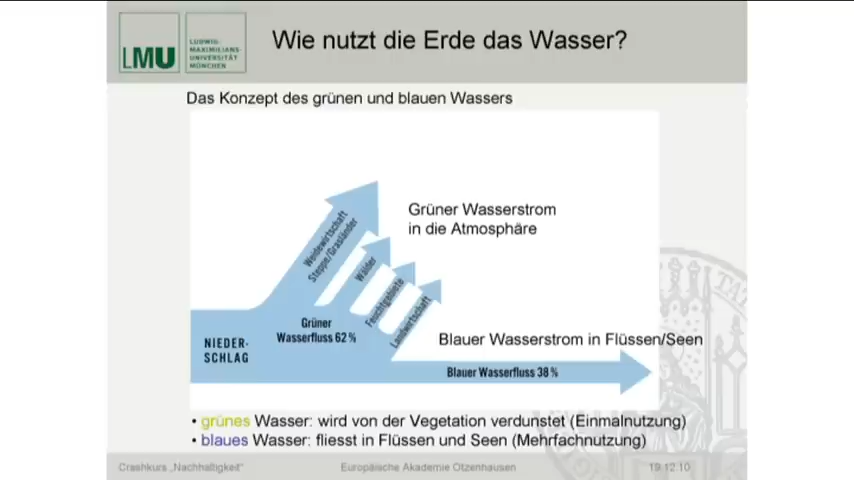 LMU
LUDWIG-
MAXIMILIANS-
UNIVERSITÄT
MÜNCHEN
Wie nutzt die Erde das Wasser?
Das Konzept des grünen und blauen Wassers
Grüner Wasserstrom
in die Atmosphäre
Weidewirtschaft
Steppe/Grasländer
Wälder
Feuchtgebiete
Landwirtschaft
Grüner
Wasserfluss 62 %
NIEDER-
SCHLAG
Blauer Wasserstrom in Flüssen/Seen
Blauer Wasserfluss 38 %
• grünes Wasser: wird von der Vegetation verdunstet (Einmalnutzung)
• blaues Wasser: fliesst in Flüssen und Seen (Mehrfachnutzung)
Crashkurs „Nachhaltigkeit"
Europäische Akademie Otzenhausen
19.12.10